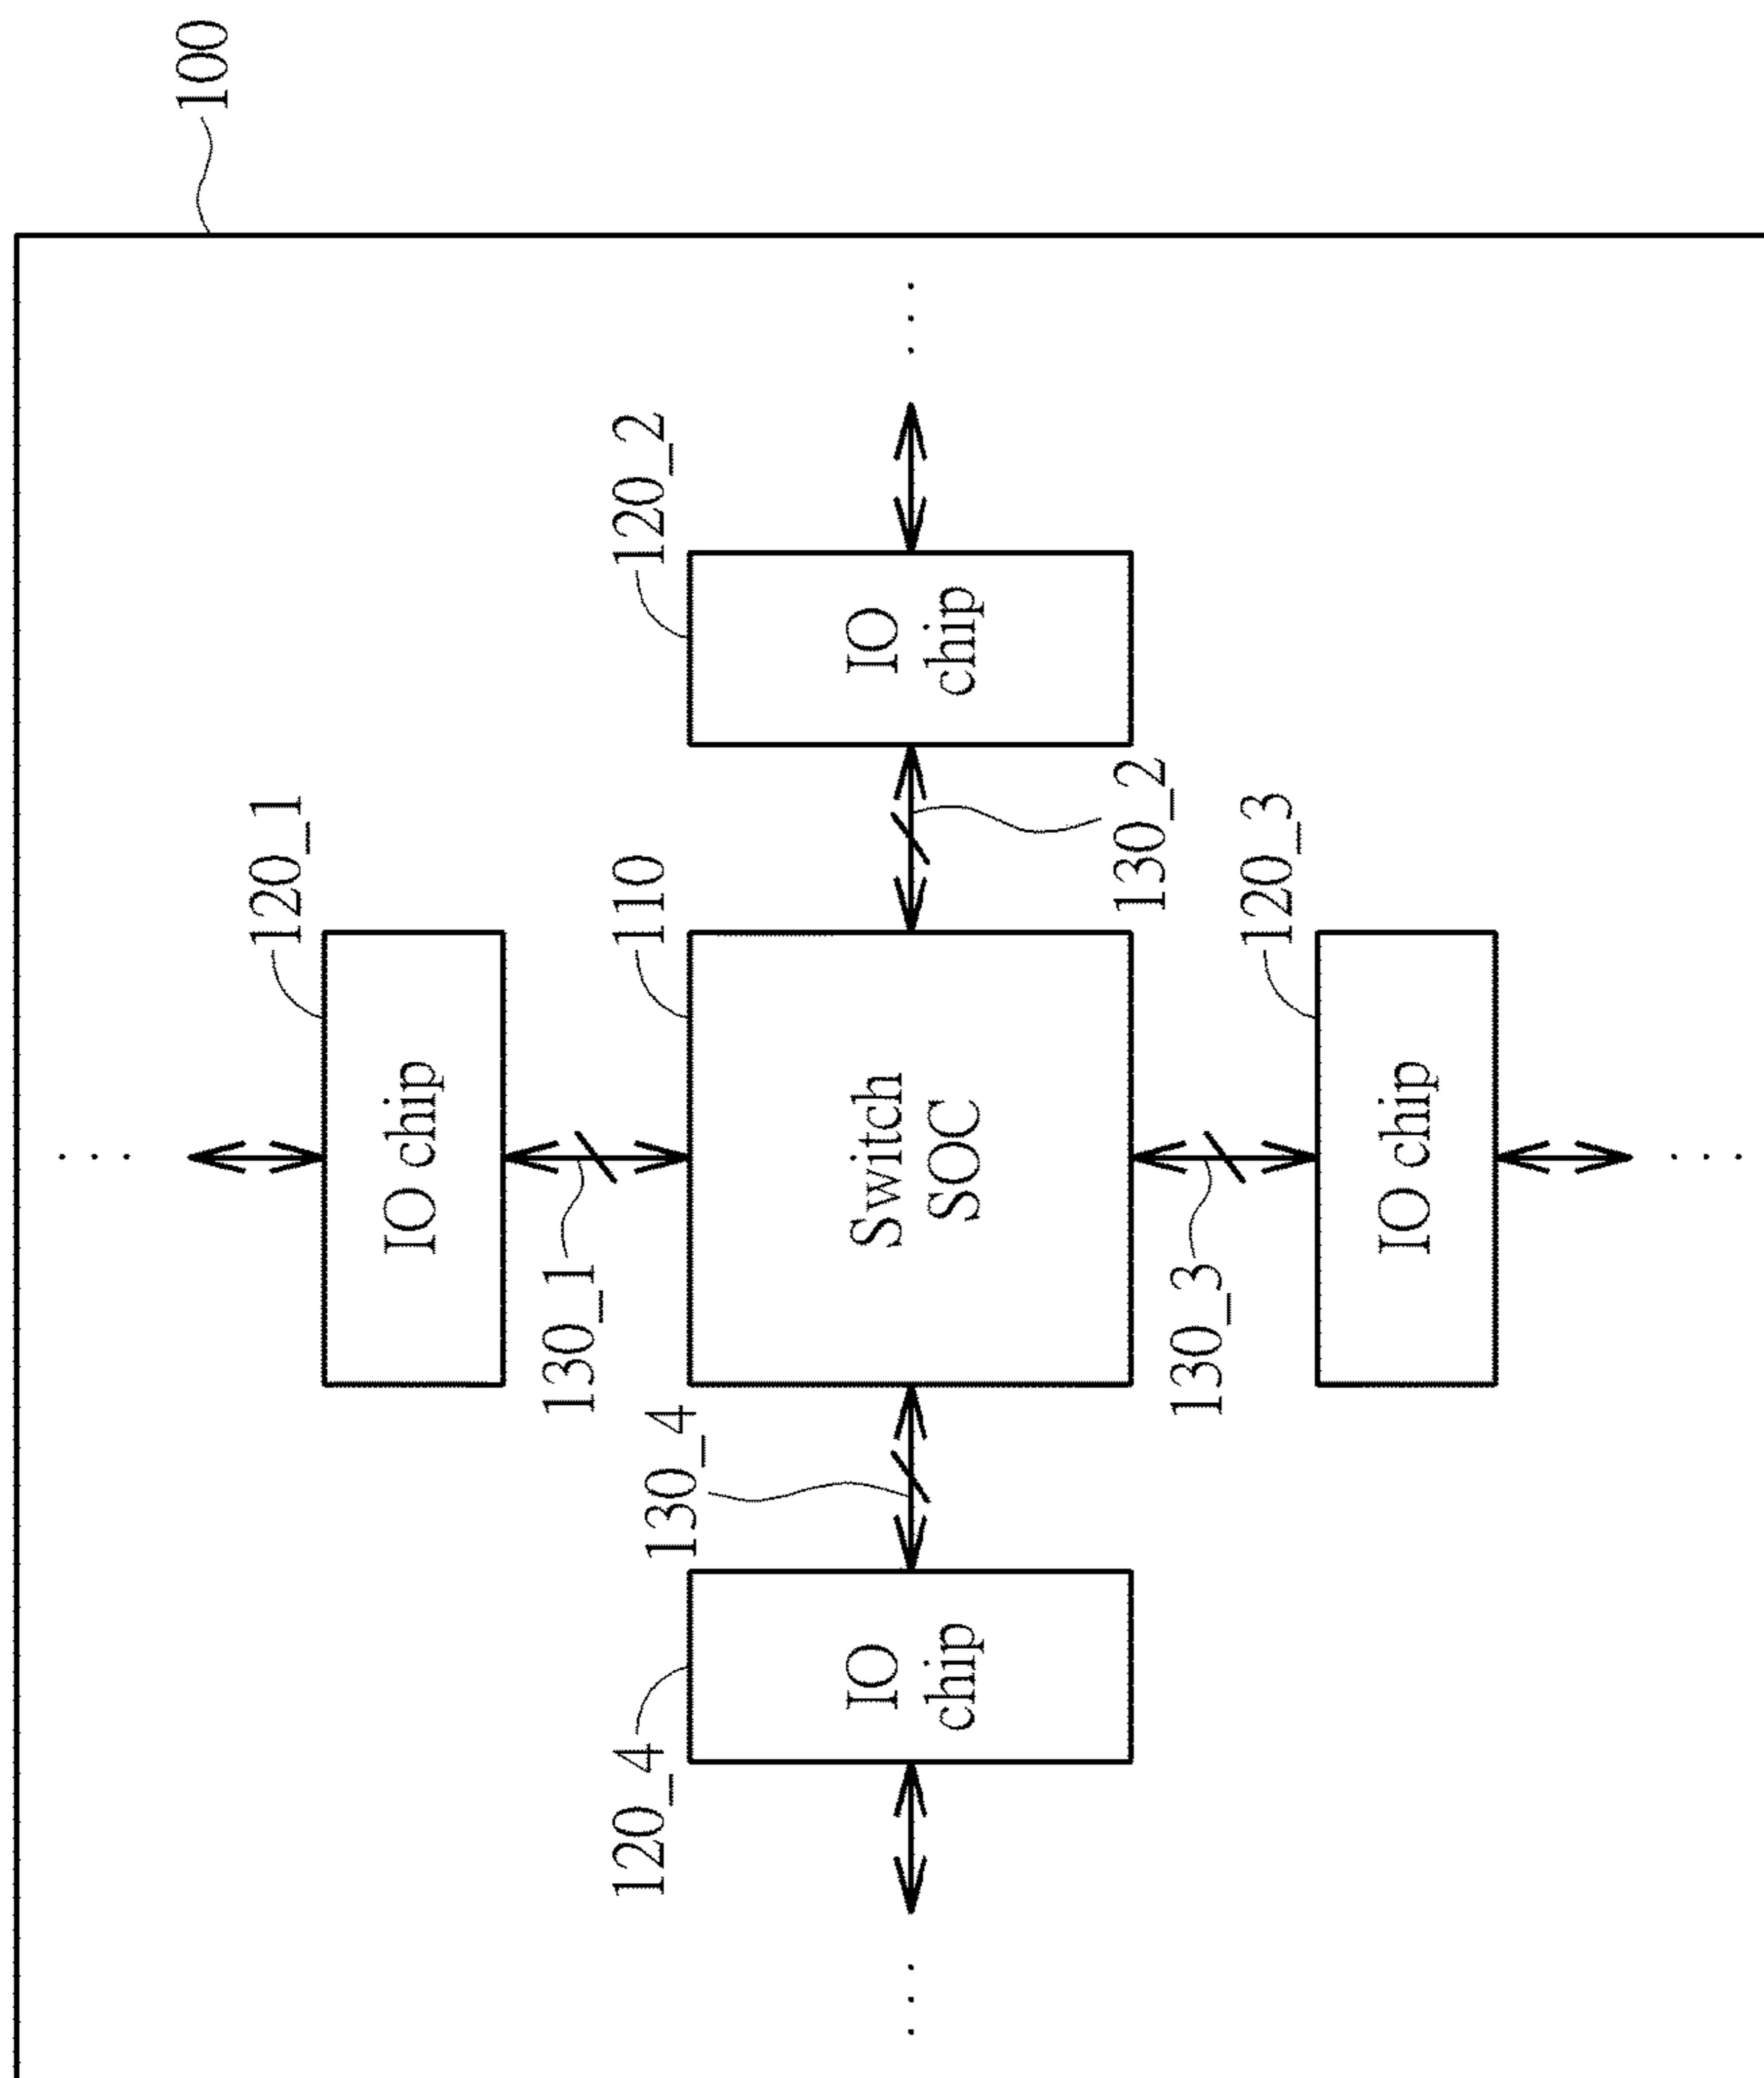 100
120_1
IO chip
130_1
120_4
110
120_2
130_4
IO
chip
Switch
SOC
IO
chip
130_2
130_3
120_3
IO chip